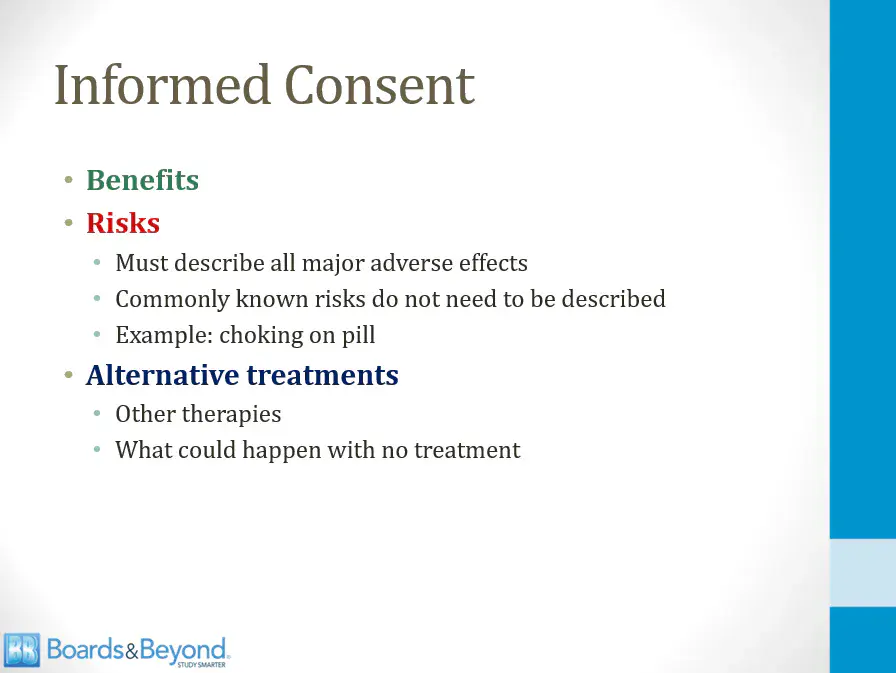 Informed Consent
• Benefits
• Risks
• Must describe all major adverse effects
• Commonly known risks do not need to be described
• Example: choking on pill
• Alternative treatments
• Other therapies
• What could happen with no treatment
BB Boards&Beyond.
STUDY SMARTER